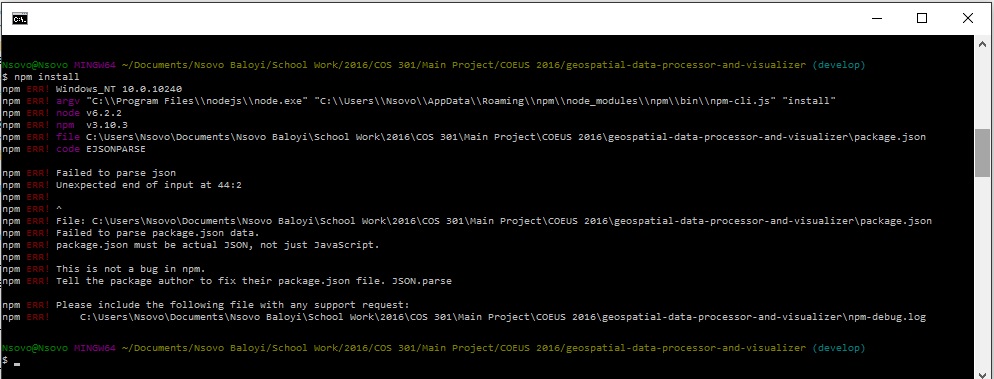 C:\.
Nsovo@Nsovo MINGW64 ~/Documents/Nsovo Baloyi/School Work/2016/COS 301/Main Project/COEUS 2016/geospatial-data-processor-and-visualizer (develop)
$ npm install
npm ERR! Windows_NT 10.0.10240
npm ERR! argv "C:\\Program Files\\nodejs\\node.exe" "C:\\Users\\Nsovo\\AppData\\Roaming\\npm\\node_modules\\npm\\bin\\npm-cli.js" "install"
npm ERR! node v6.2.2
npm ERR! npm  v3.10.3
npm ERR! file C:\Users\Nsovo\Documents\Nsovo Baloyi\School Work\2016\COS 301\Main Project\COEUS 2016\geospatial-data-processor-and-visualizer\package.json
npm ERR! code EJSONPARSE
npm ERR! Failed to parse json
npm ERR! Unexpected end of input at 44:2
npm ERR!
npm ERR! ^
npm ERR! File: C:\Users\Nsovo\Documents\Nsovo Baloyi\School Work\2016\COS 301\Main Project\COEUS 2016\geospatial-data-processor-and-visualizer\package.json
npm ERR! Failed to parse package.json data.
npm ERR! package.json must be actual JSON, not just JavaScript.
npm ERR!
npm ERR! This is not a bug in npm.
npm ERR! Tell the package author to fix their package.json file. JSON.parse
npm ERR! Please include the following file with any support request:
npm ERR!     C:\Users\Nsovo\Documents\Nsovo Baloyi\School Work\2016\COS 301\Main Project\COEUS 2016\geospatial-data-processor-and-visualizer\npm-debug.log
Nsovo@Nsovo MINGW64 ~/Documents/Nsovo Baloyi/School Work/2016/COS 301/Main Project/COEUS 2016/geospatial-data-processor-and-visualizer (develop)
$